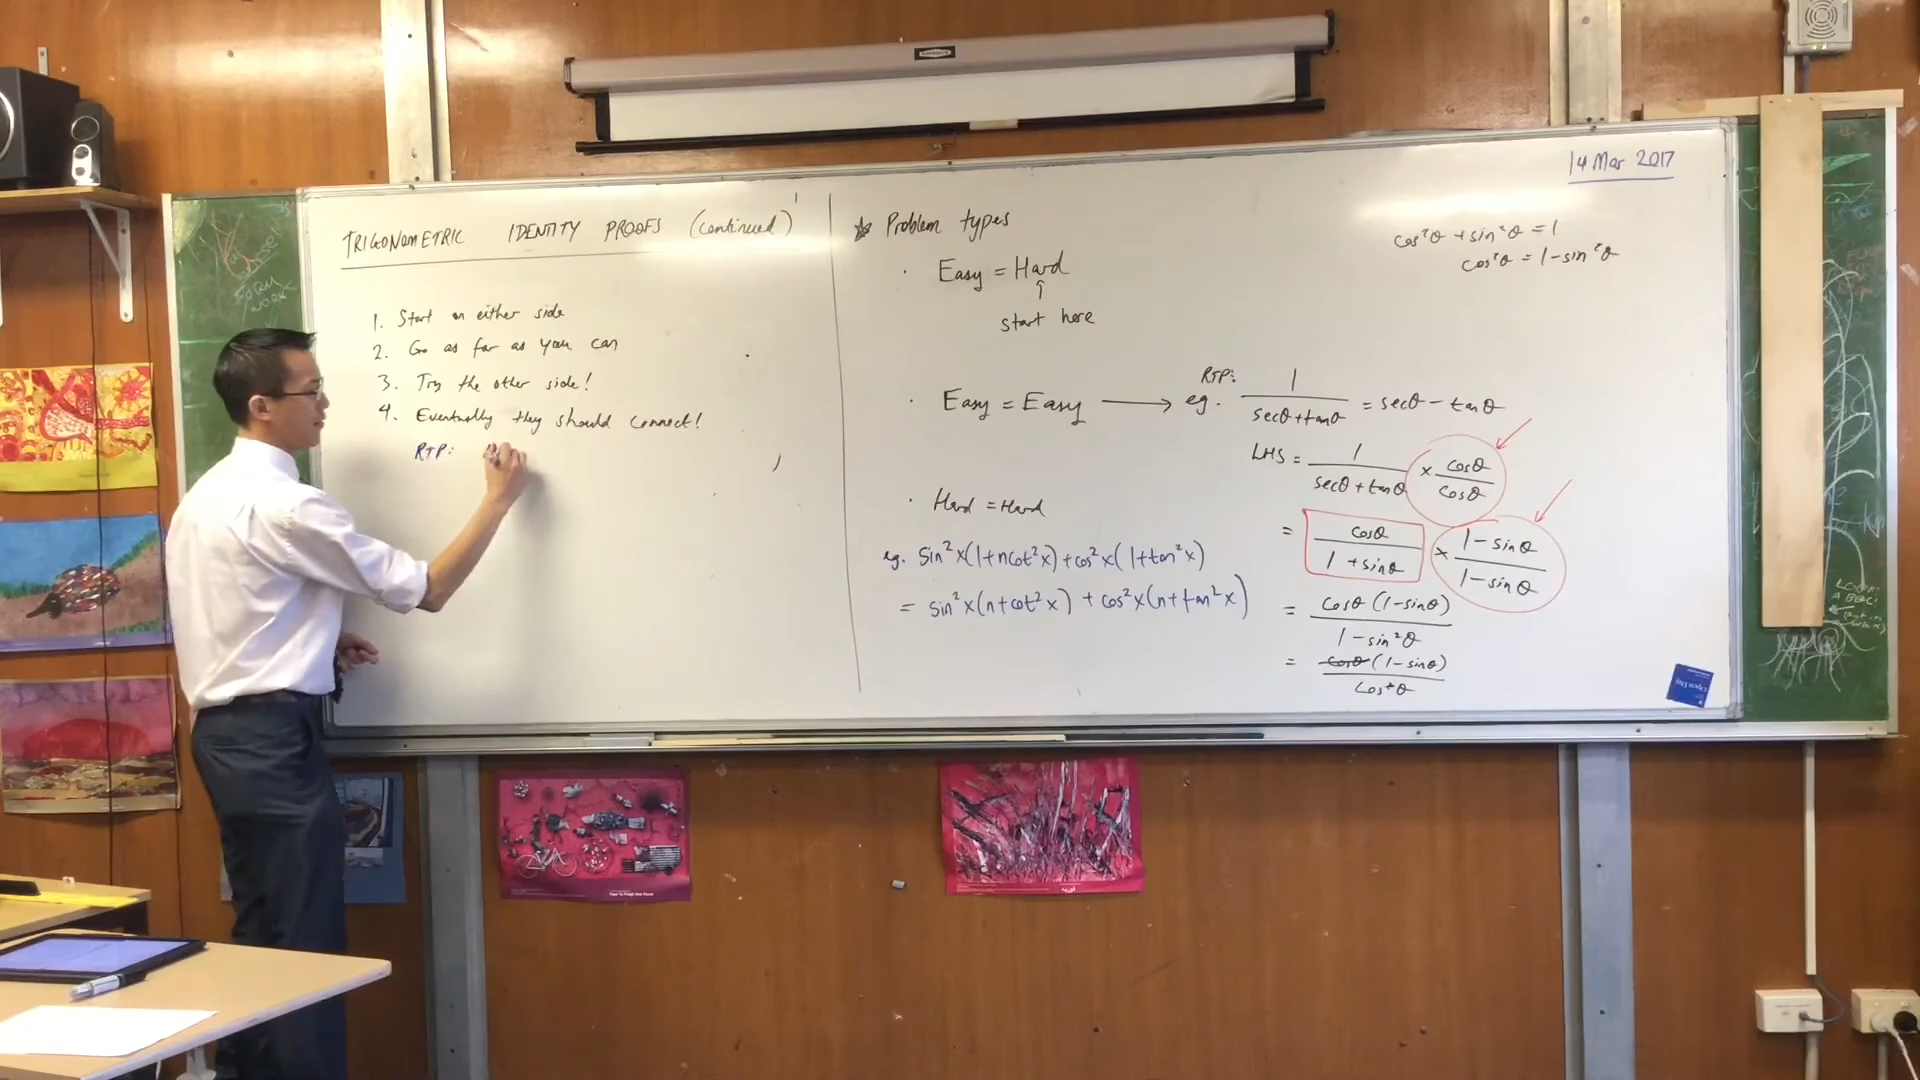 14 Mar 2017
TRIGONOMETRIC IDENTITY PROOFS (continued)
1. Start on either side
2. Go as far as you can
3. Try the other side!
4. Eventually they should connect!
RTP:
Problem types
· Easy = Hard
↑
start here
· Easy = Easy → eg.
RTP: 1/(secθ+tanθ) = secθ - tanθ
LHS = 1/(secθ + tanθ) × cosθ/cosθ
= cosθ/(1 + sinθ) × (1 - sinθ)/(1 - sinθ)
= cosθ(1-sinθ)/(1 - sin²θ)
= cosθ(1-sinθ)/cos²θ
· Hard = Hard
eg. sin²x(1+ncot²x)+cos²x(1+tan²x)
= sin²x(n+cot²x) + cos²x(n+tan²x)
cos²θ + sin²θ = 1
cos²θ = 1 - sin²θ
Open Day